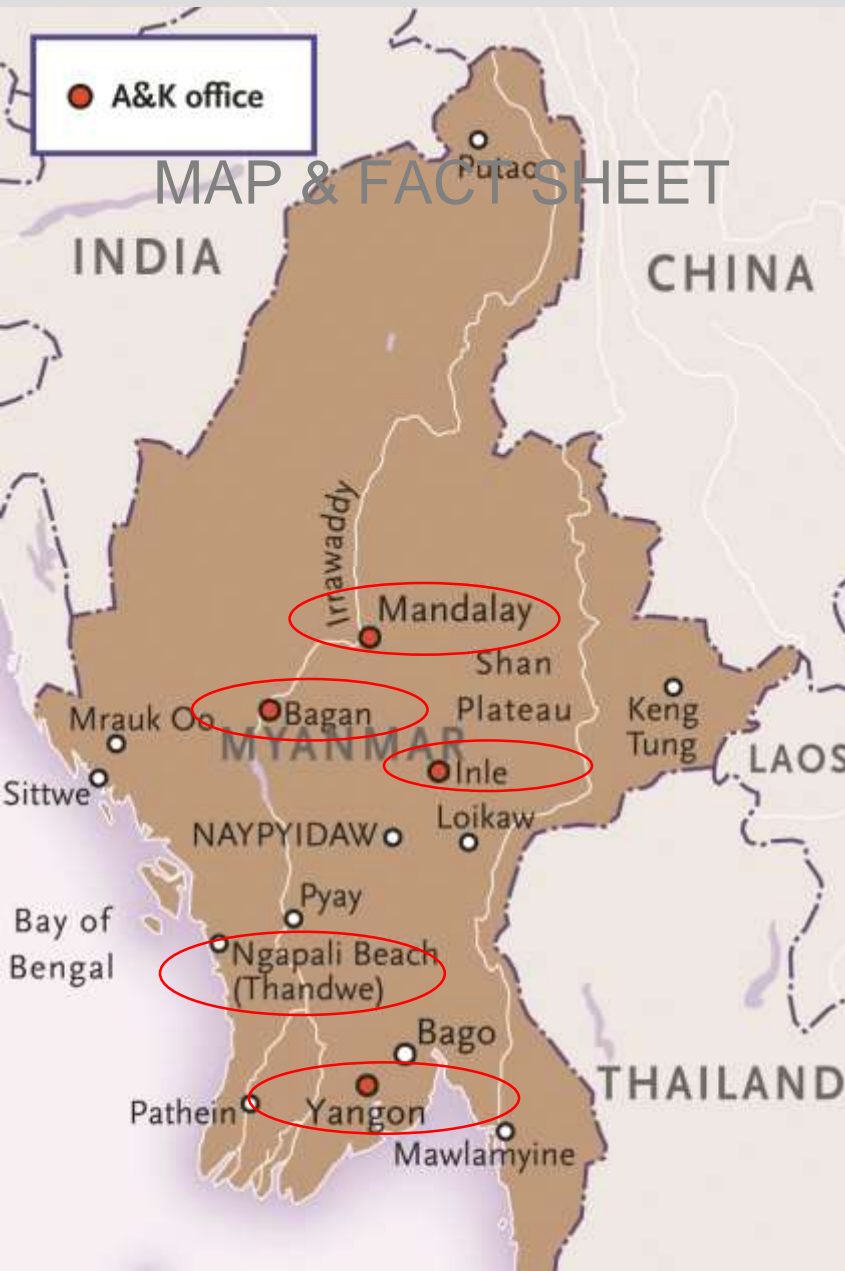 A&K office
MAP & FACT SHEET
Putao
INDIA
CHINA
Irrawaddy
Mandalay
Shan
Plateau
Keng
Tung
Bagan
Mrauk Oo
MYANMAR
LAOS
Inle
Sittwe
Loikaw
NAYPYIDAW
Pyay
Bay of
Bengal
Ngapali Beach
(Thandwe)
Bago
THAILAND
Pathein
Yangon
Mawlamyine